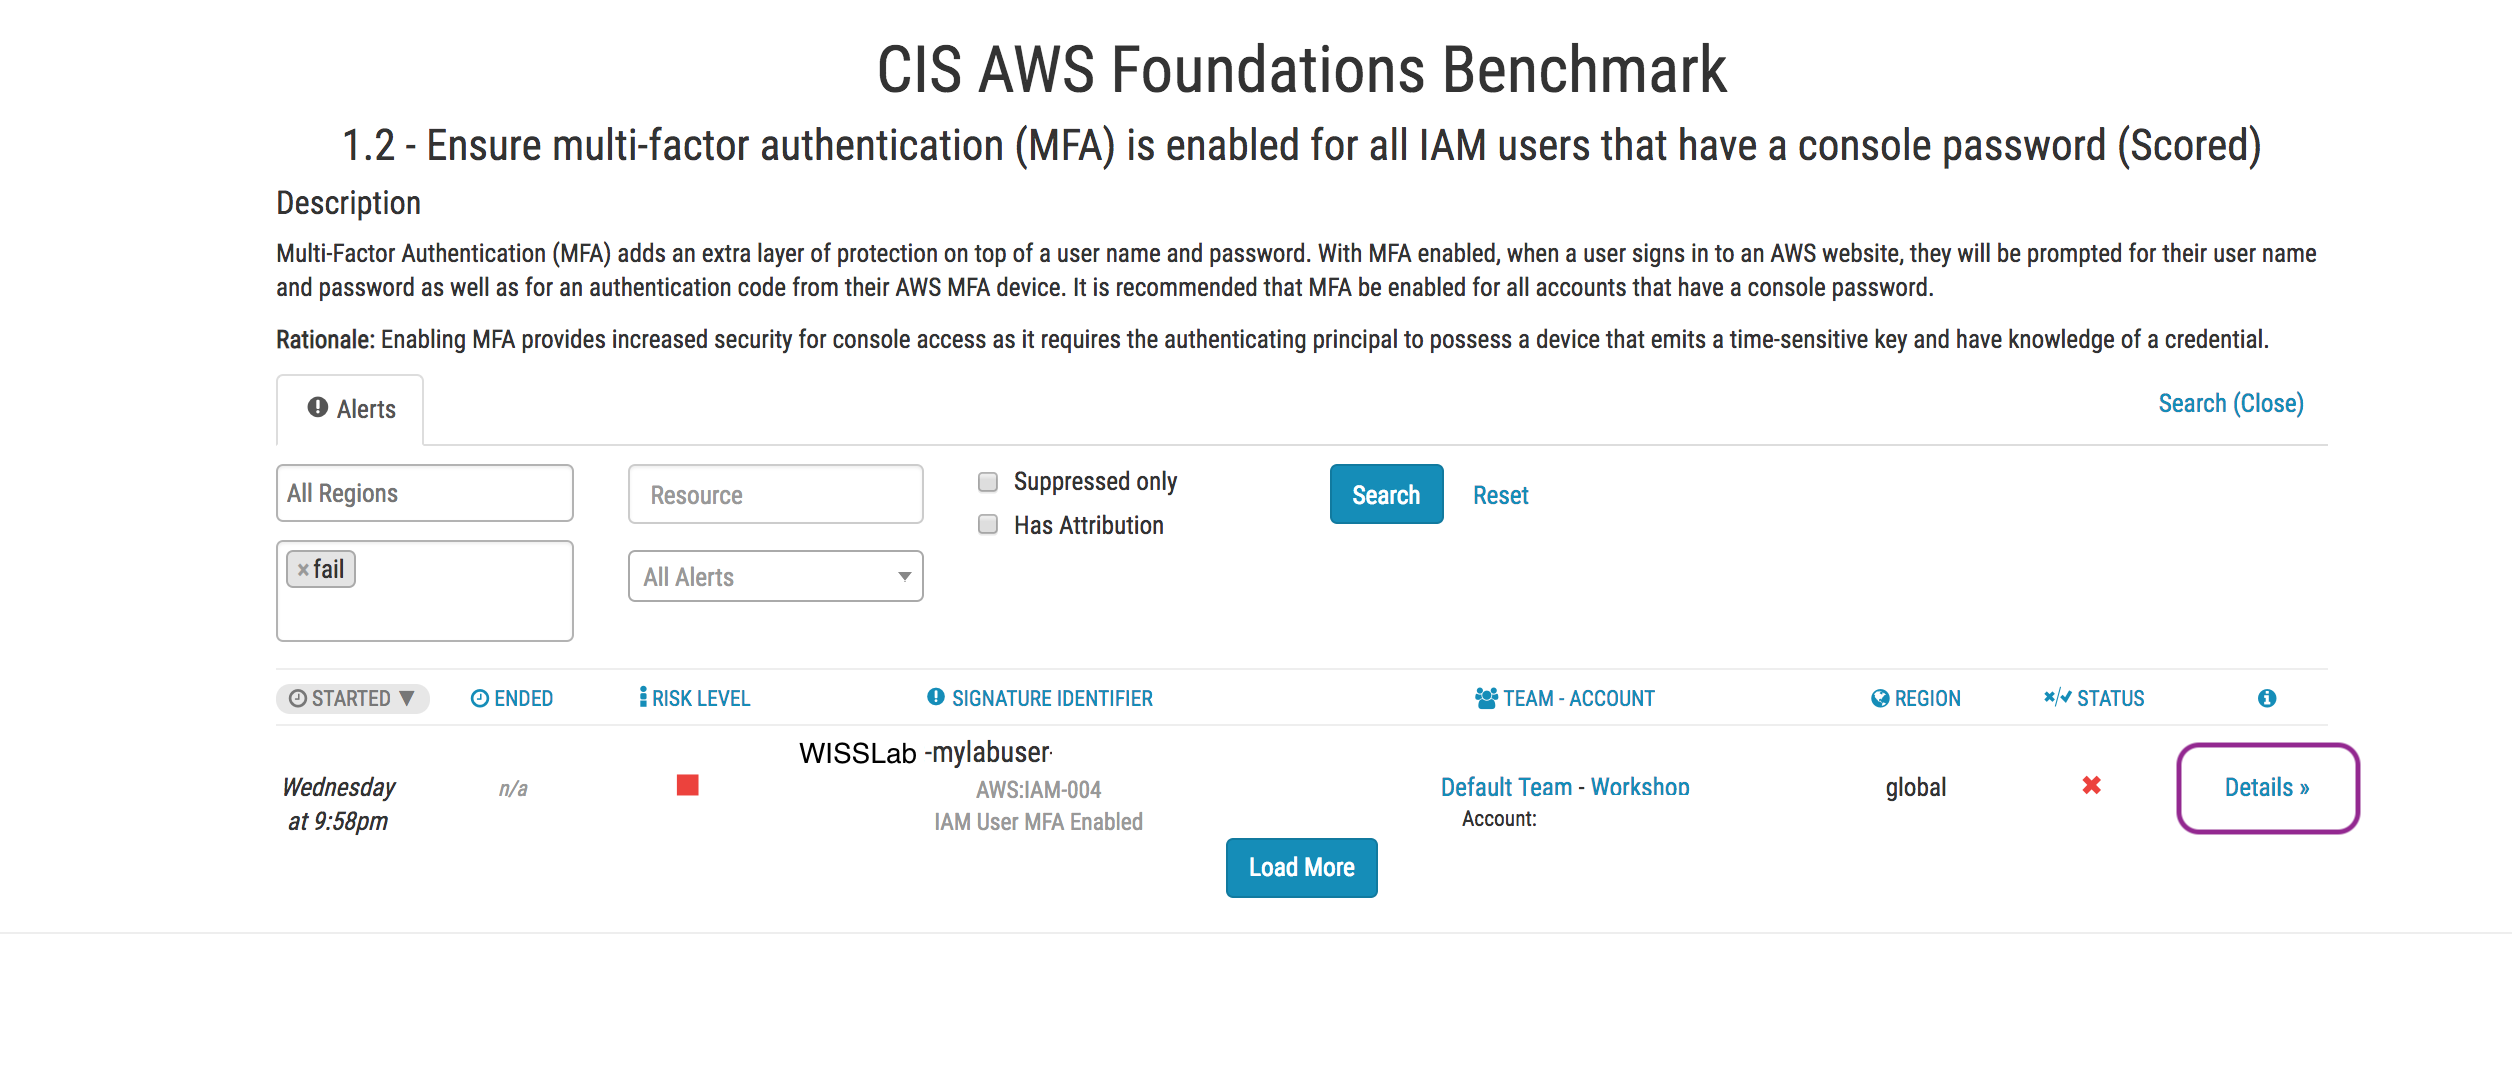 CIS AWS Foundations Benchmark
1.2 - Ensure multi-factor authentication (MFA) is enabled for all IAM users that have a console password (Scored)
Description
Multi-Factor Authentication (MFA) adds an extra layer of protection on top of a user name and password. With MFA enabled, when a user signs in to an AWS website, they will be prompted for their user name
and password as well as for an authentication code from their AWS MFA device. It is recommended that MFA be enabled for all accounts that have a console password.
Rationale: Enabling MFA provides increased security for console access as it requires the authenticating principal to possess a device that emits a time-sensitive key and have knowledge of a credential.
Alerts
Search (Close)
All Regions
Resource
Suppressed only
Search
Reset
Has Attribution
×fail
All Alerts
STARTED ▼ ENDED RISK LEVEL SIGNATURE IDENTIFIER TEAM - ACCOUNT REGION STATUS
WISSLab -mylabuser-
Wednesday
at 9:58pm
n/a
AWS:IAM-004
IAM User MFA Enabled
Default Team - Workshop
Account:
global
Details »
Load More